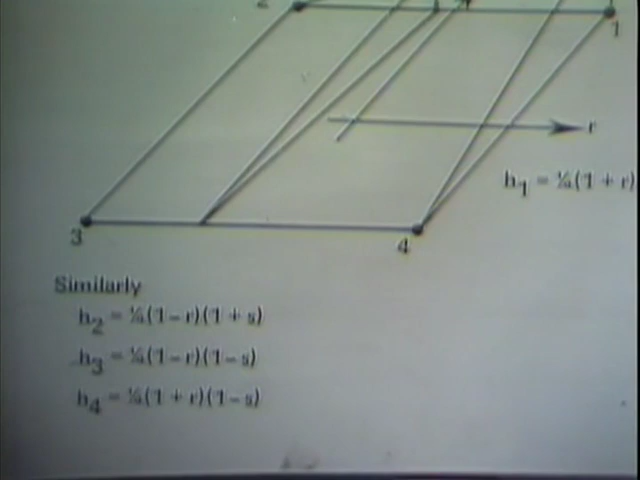 2
1
r
h1 = ¼(1 + r)
3
4
Similarly
h2 = ¼(1 – r)(1 + s)
h3 = ¼(1 – r)(1 – s)
h4 = ¼(1 + r)(1 – s)